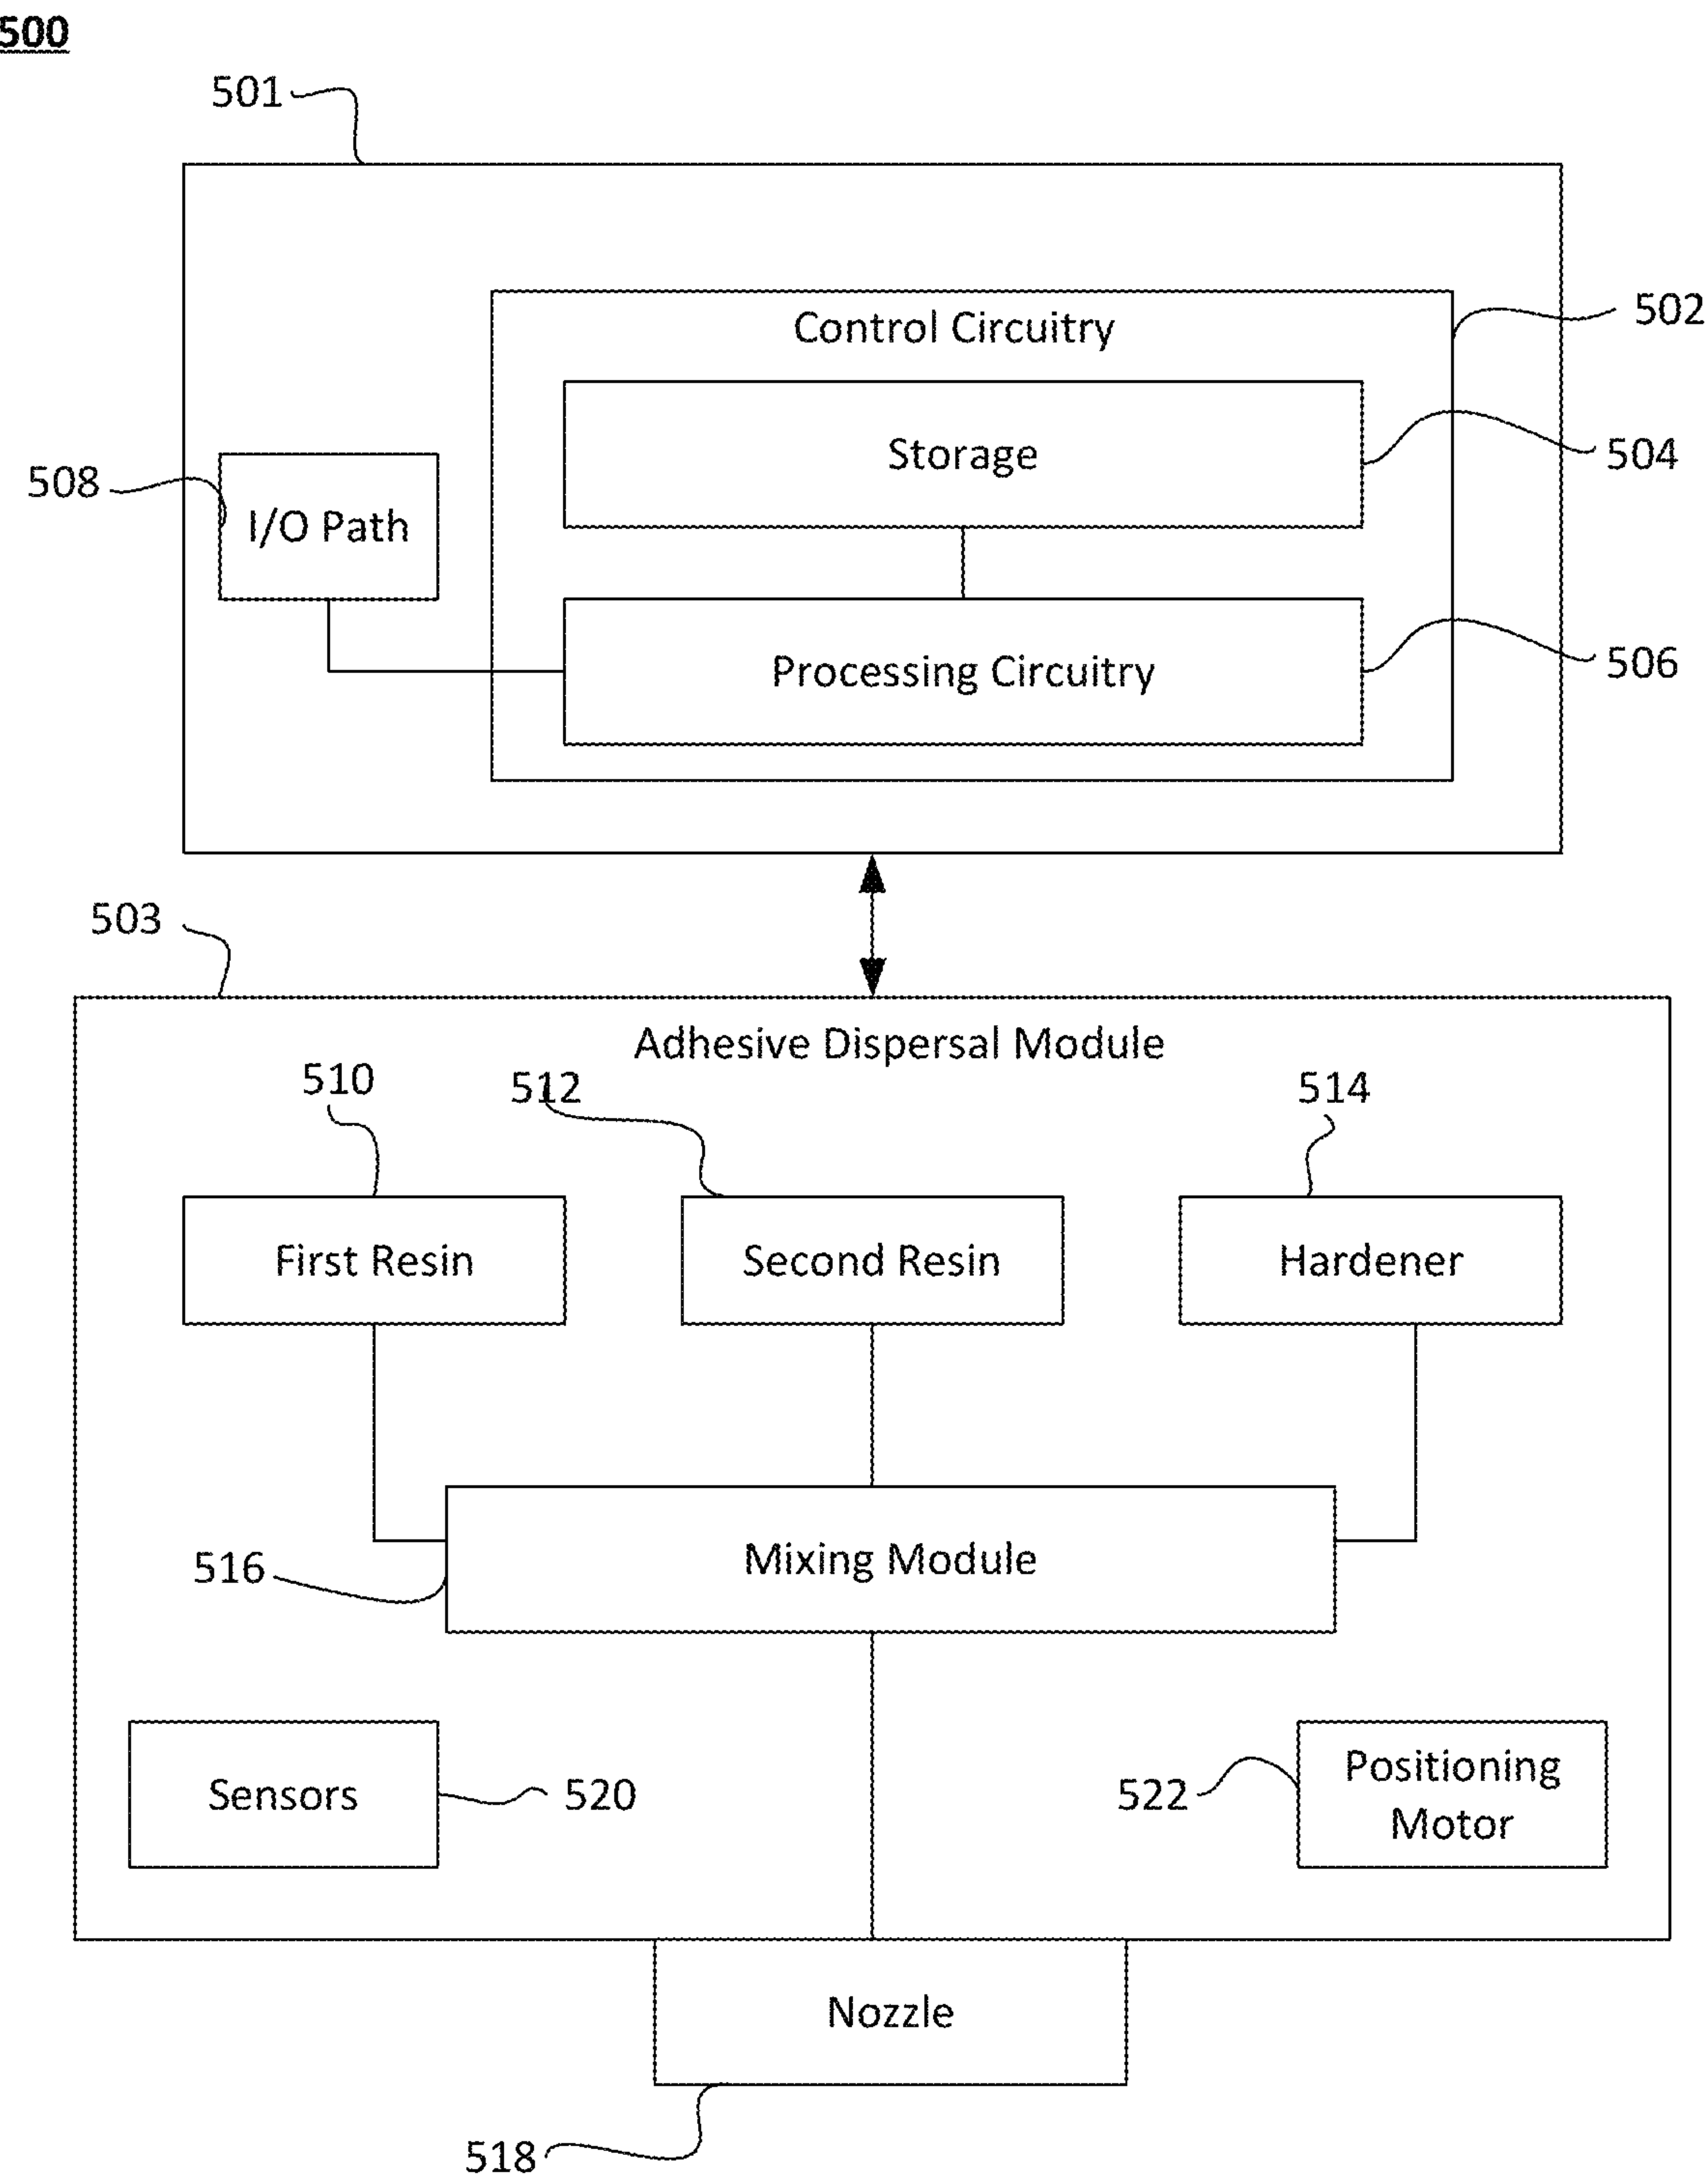 500
501
Control Circuitry
502
Storage
504
508
I/O Path
Processing Circuitry
506
503
Adhesive Dispersal Module
510
512
514
First Resin
Second Resin
Hardener
Mixing Module
516
Sensors
520
522
Positioning
Motor
Nozzle
518